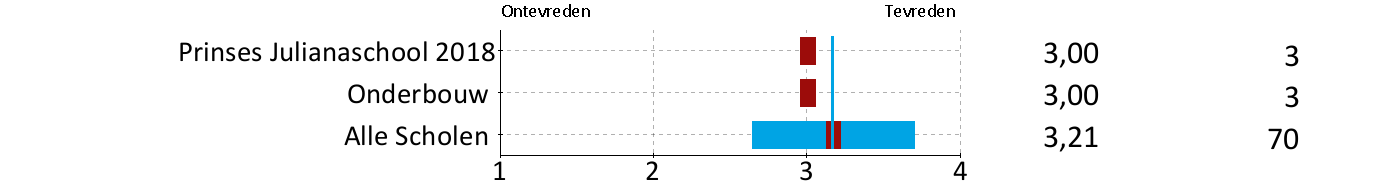 Ontevreden Tevreden
Prinses Julianaschool 2018 3,00 3
Onderbouw 3,00 3
Alle Scholen 3,21 70
1 2 3 4